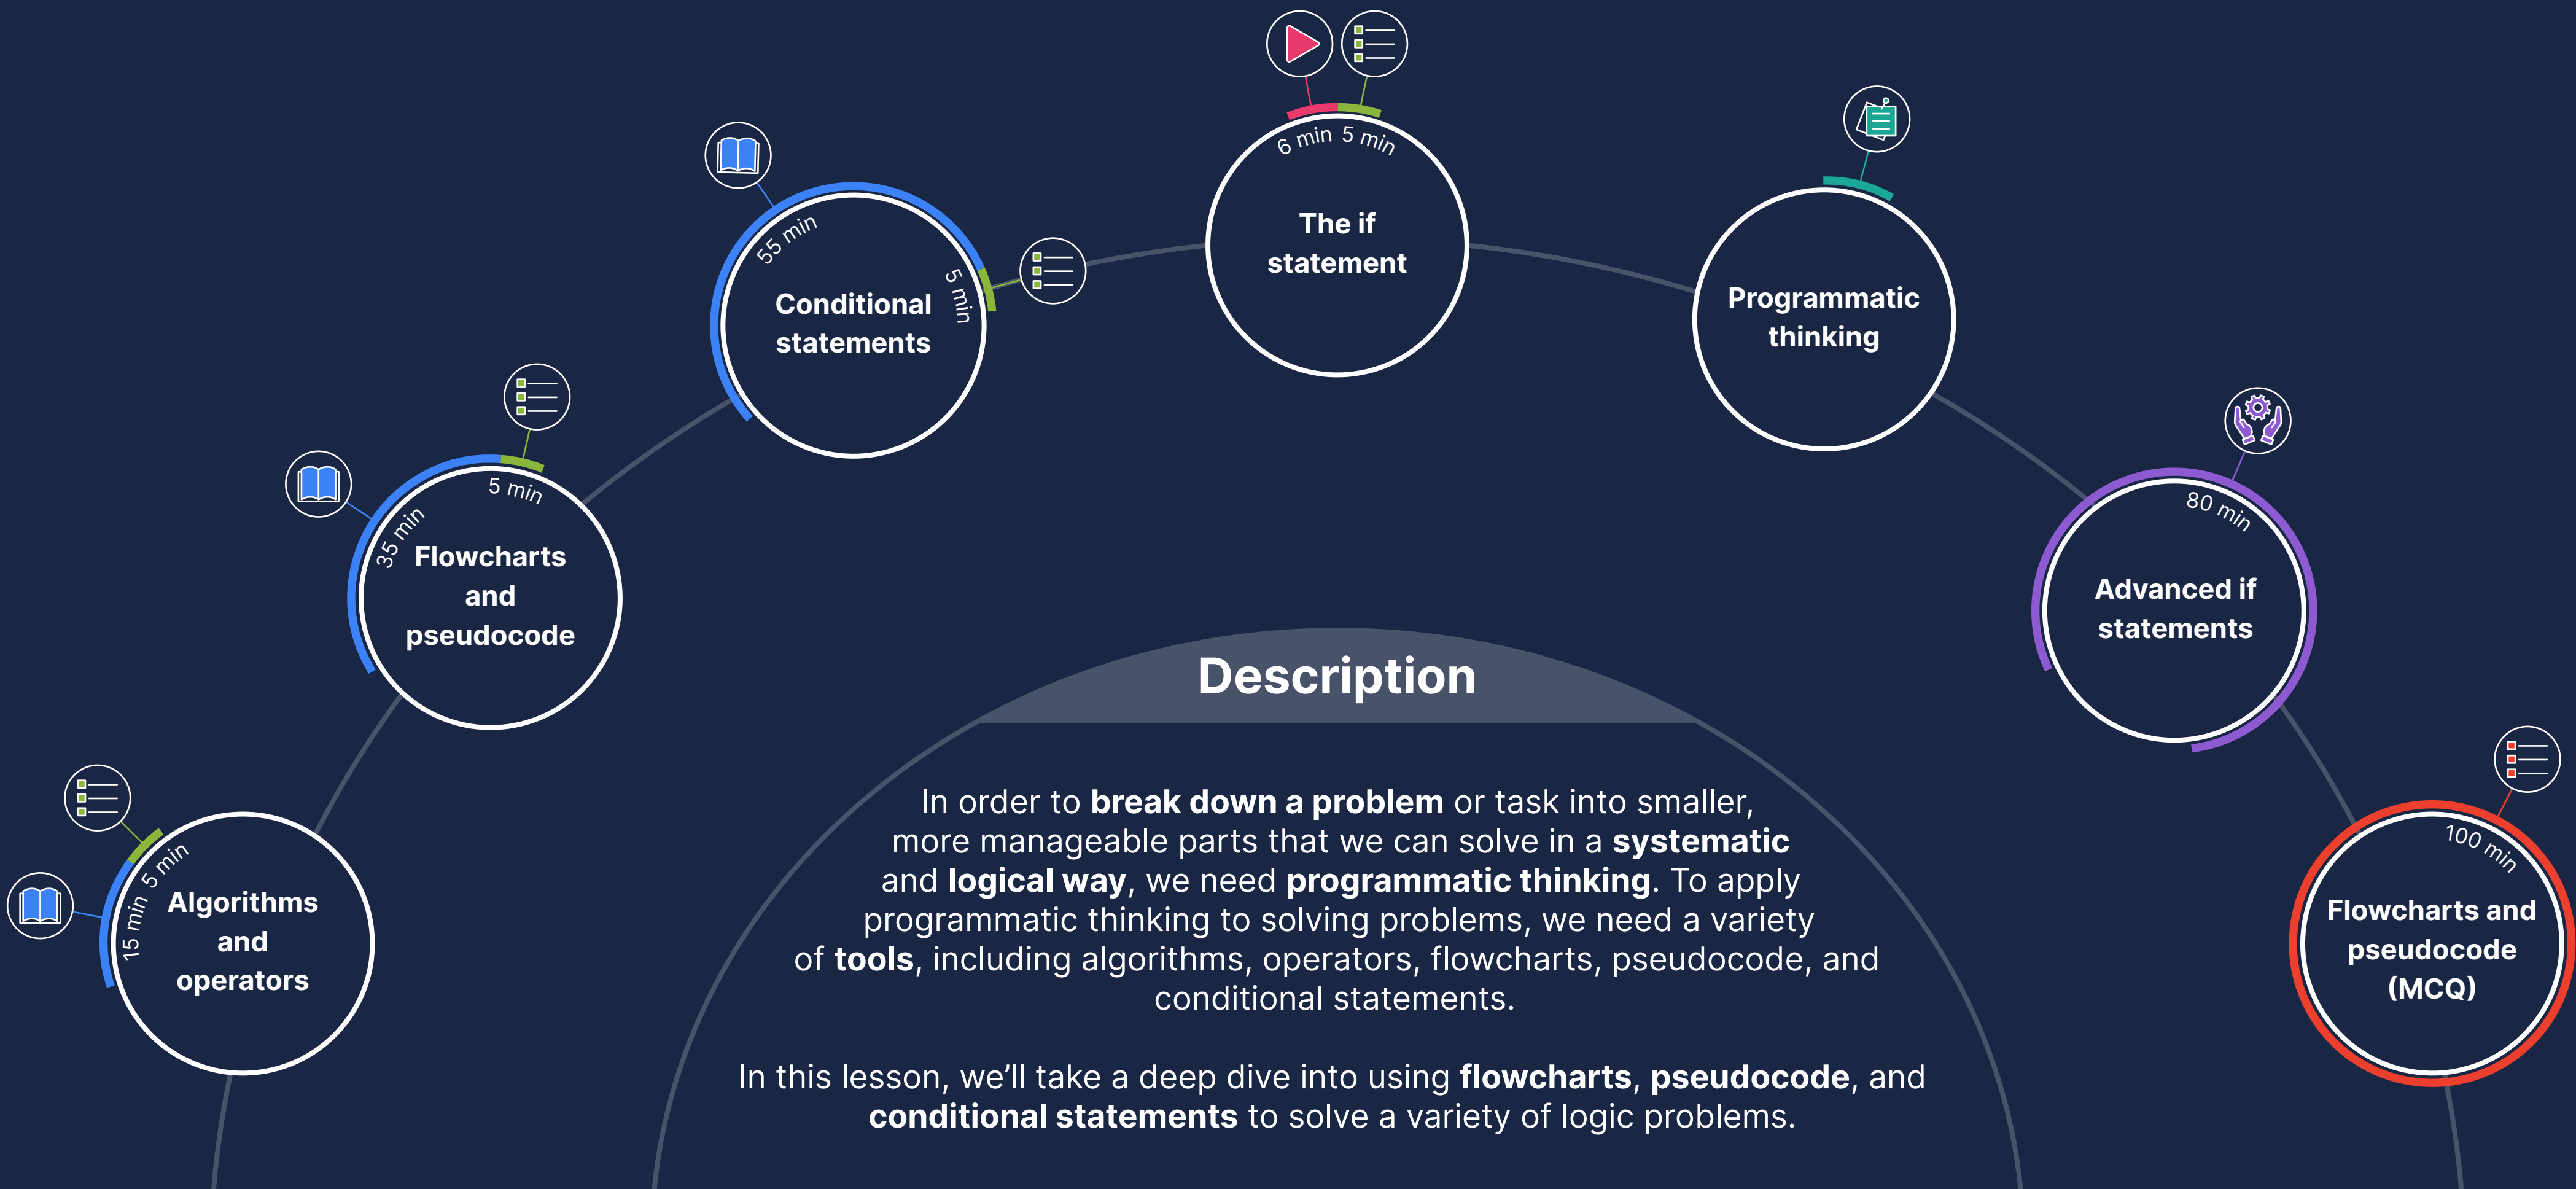 15 min
5 min
Algorithms
and
operators
35 min
5 min
Flowcharts
and
pseudocode
55 min
5 min
Conditional
statements
6 min
5 min
The if
statement
Programmatic
thinking
80 min
Advanced if
statements
100 min
Flowcharts and
pseudocode
(MCQ)
Description
In order to break down a problem or task into smaller,
more manageable parts that we can solve in a systematic
and logical way, we need programmatic thinking. To apply
programmatic thinking to solving problems, we need a variety
of tools, including algorithms, operators, flowcharts, pseudocode, and
conditional statements.
In this lesson, we’ll take a deep dive into using flowcharts, pseudocode, and
conditional statements to solve a variety of logic problems.